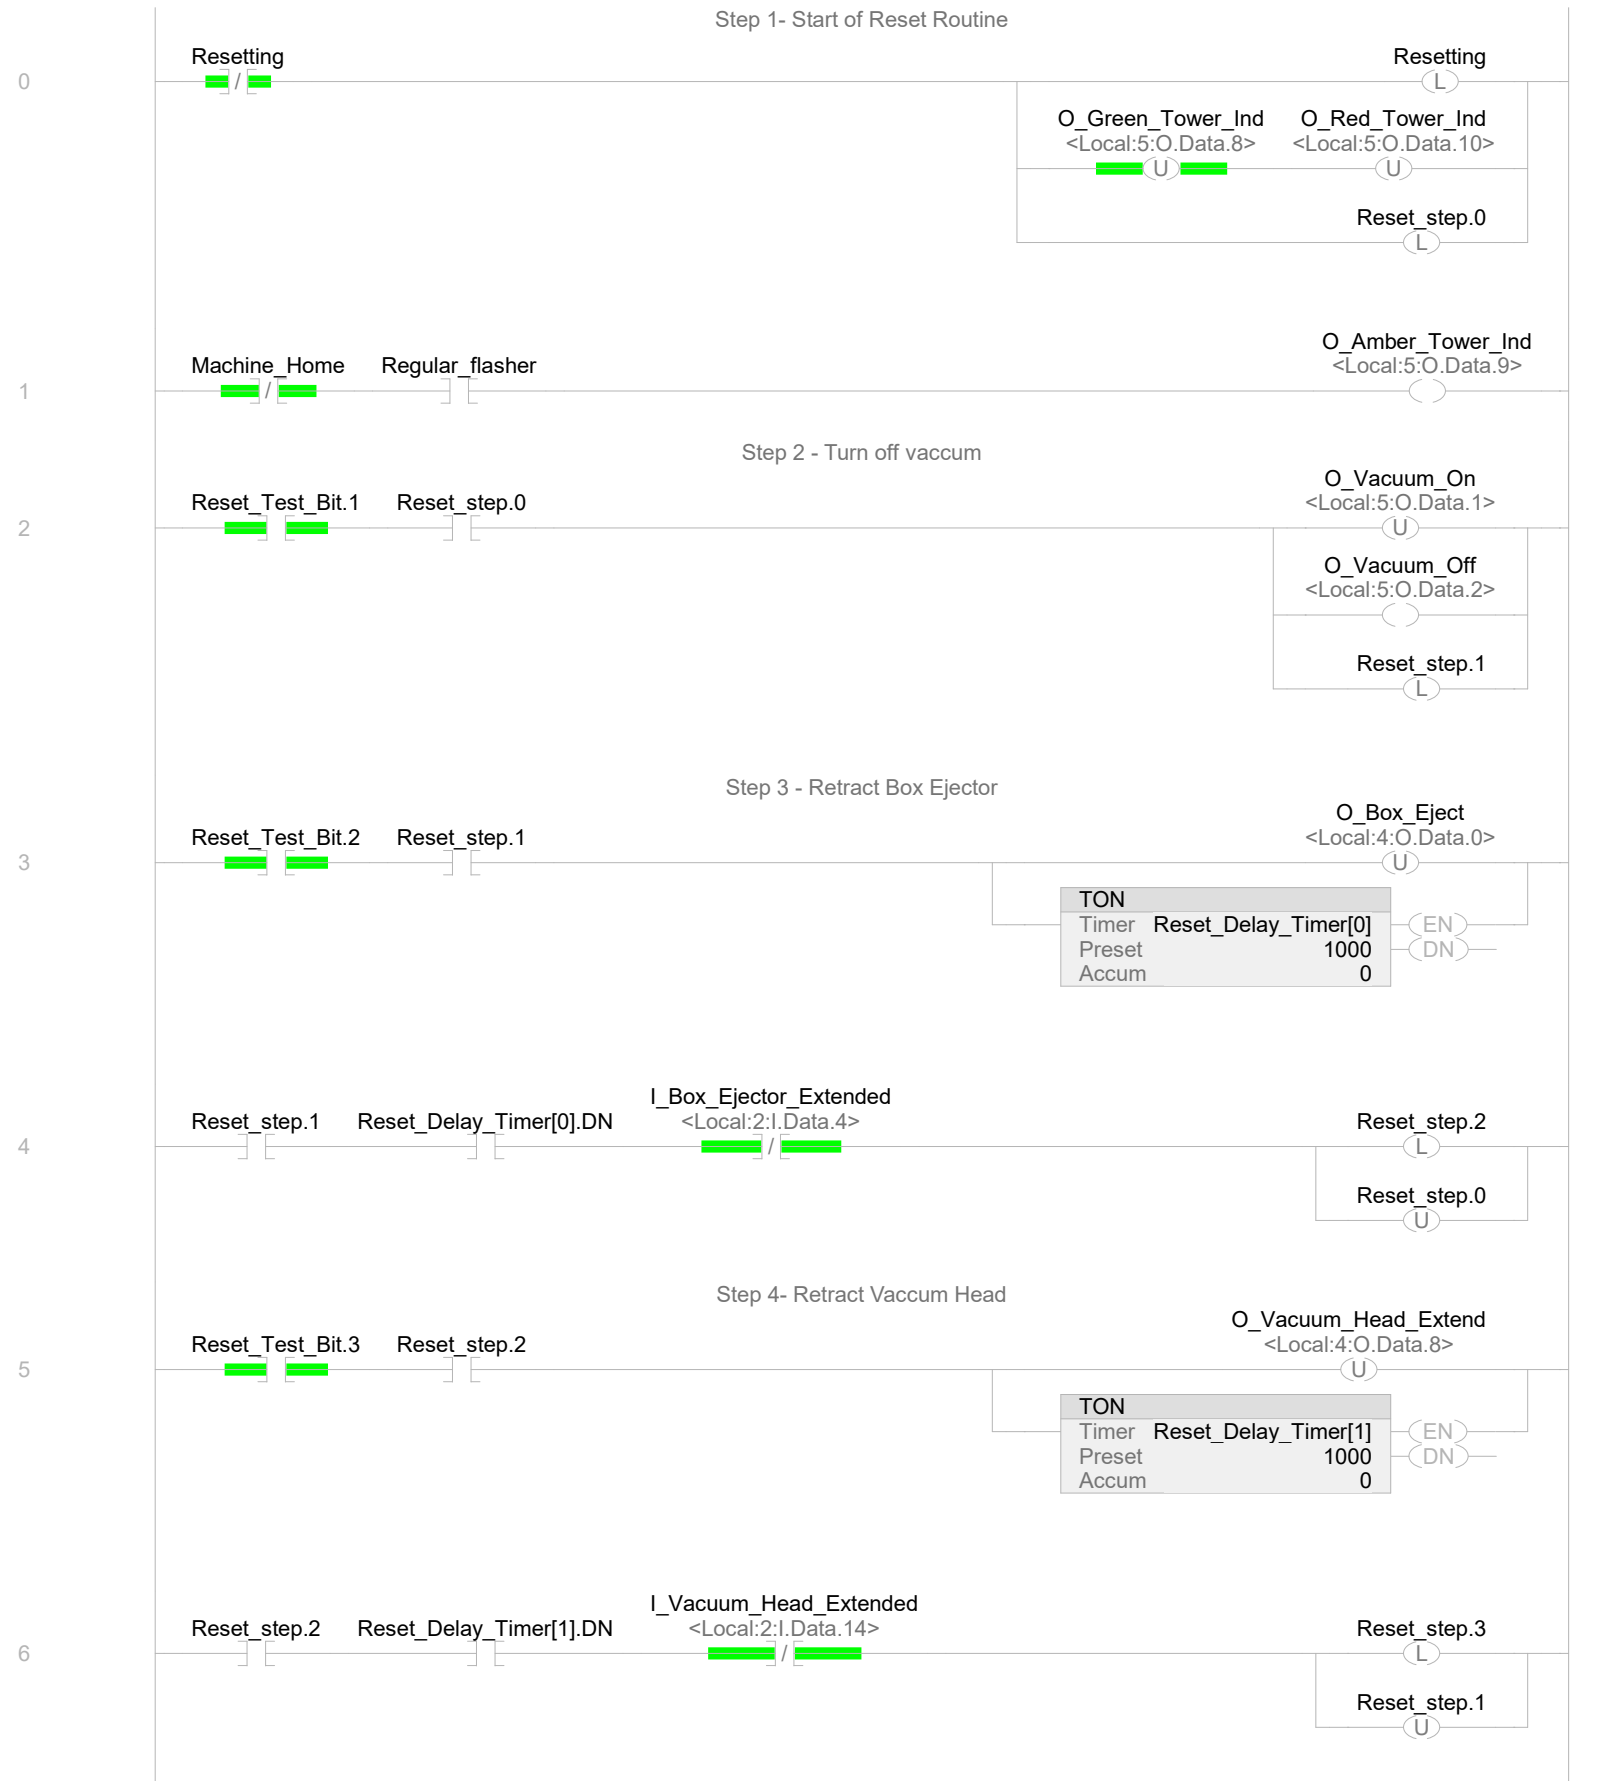 Step 1- Start of Reset Routine
Resetting
Resetting
0
/
L
O_Green_Tower_Ind
O_Red_Tower_Ind
<Local:5:O.Data.8>
<Local:5:O.Data.10>
U
U
Reset_step.0
L
O_Amber_Tower_Ind
Machine_Home
Regular_flasher
<Local:5:O.Data.9>
1
/
Step 2 - Turn off vaccum
O_Vacuum_On
Reset_Test_Bit.1
Reset_step.0
<Local:5:O.Data.1>
2
U
O_Vacuum_Off
<Local:5:O.Data.2>
Reset_step.1
L
Step 3 - Retract Box Ejector
O_Box_Eject
Reset_Test_Bit.2
Reset_step.1
<Local:4:O.Data.0>
3
U
TON
Timer Reset_Delay_Timer[0]
EN
Preset 1000
DN
Accum 0
I_Box_Ejector_Extended
Reset_step.1
Reset_Delay_Timer[0].DN
<Local:2:I.Data.4>
Reset_step.2
4
/
L
Reset_step.0
U
Step 4- Retract Vaccum Head
O_Vacuum_Head_Extend
Reset_Test_Bit.3
Reset_step.2
<Local:4:O.Data.8>
5
U
TON
Timer Reset_Delay_Timer[1]
EN
Preset 1000
DN
Accum 0
I_Vacuum_Head_Extended
Reset_step.2
Reset_Delay_Timer[1].DN
<Local:2:I.Data.14>
Reset_step.3
6
/
L
Reset_step.1
U